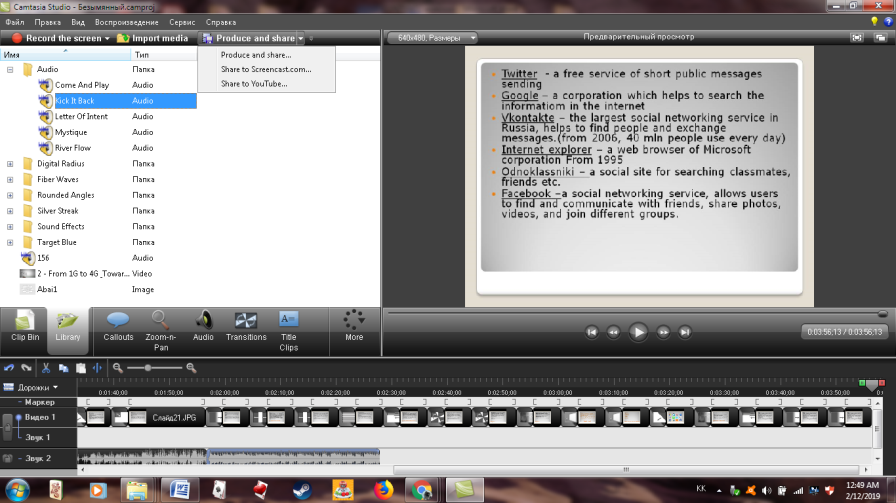 Camtasia Studio - Безымянный.camproj
Файл Правка Вид Воспроизведение Сервис Справка
Record the screen Import media Produce and share
Produce and share...
Share to Screencast.com...
Share to YouTube...
Имя Тип
Audio Папка
Come And Play Audio
Kick It Back Audio
Letter Of Intent Audio
Mystique Audio
River Flow Audio
Digital Radius Папка
Fiber Waves Папка
Rounded Angles Папка
Silver Streak Папка
Sound Effects Папка
Target Blue Папка
156 Audio
2 - From 1G to 4G _Towar... Video
Abai1 Image
640x480, Размеры Предварительный просмотр
Twitter - a free service of short public messages
sending
Google – a corporation which helps to search the
informatiom in the internet
Vkontakte – the largest social networking service in
Russia, helps to find people and exchange
messages.(from 2006, 40 mln people use every day)
Internet explorer – a web browser of Microsoft
corporation From 1995
Odnoklassniki – a social site for searching classmates,
friends etc.
Facebook –a social networking service, allows users
to find and communicate with friends, share photos,
videos, and join different groups.
0:03:56;13 / 0:03:56;13
Clip Bin Library Callouts Zoom-n-Pan Audio Transitions Title Clips More
Дорожки
0:01:40;00 0:01:50;00 0:02:00;00 0:02:10;00 0:02:20;00 0:02:30;00 0:02:40;00 0:02:50;00 0:03:00;00 0:03:10;00 0:03:20;00 0:03:30;00 0:03:40;00 0:03:50;00
Маркер
Видео 1 Слайд21.JPG
Звук 1
Звук 2
KK 12:49 AM
2/12/2019